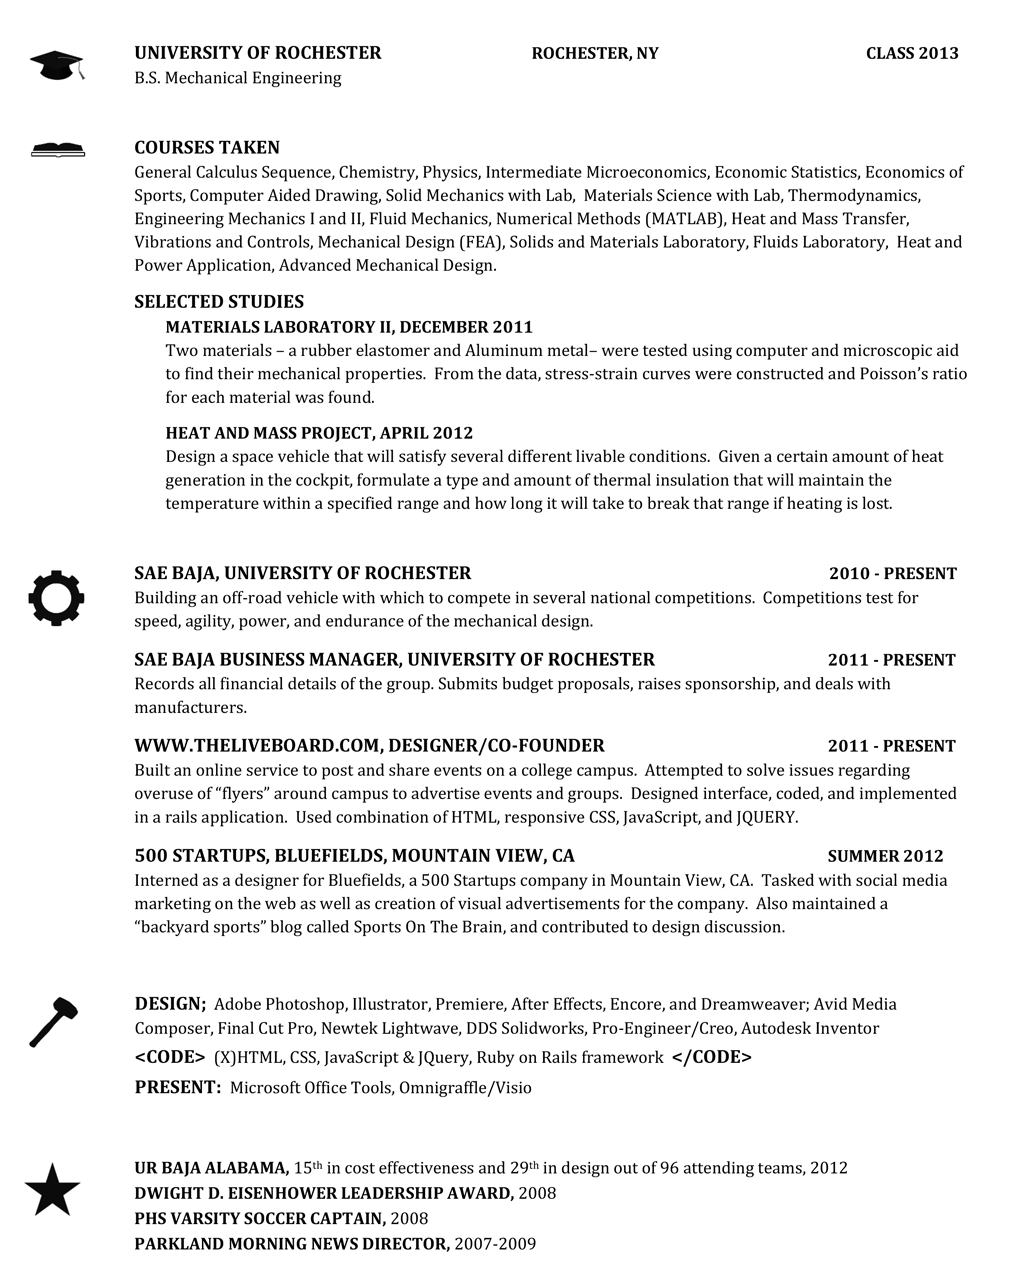 UNIVERSITY OF ROCHESTER ROCHESTER, NY CLASS 2013
B.S. Mechanical Engineering
COURSES TAKEN
General Calculus Sequence, Chemistry, Physics, Intermediate Microeconomics, Economic Statistics, Economics of
Sports, Computer Aided Drawing, Solid Mechanics with Lab,  Materials Science with Lab, Thermodynamics,
Engineering Mechanics I and II, Fluid Mechanics, Numerical Methods (MATLAB), Heat and Mass Transfer,
Vibrations and Controls, Mechanical Design (FEA), Solids and Materials Laboratory, Fluids Laboratory,  Heat and
Power Application, Advanced Mechanical Design.
SELECTED STUDIES
MATERIALS LABORATORY II, DECEMBER 2011
Two materials – a rubber elastomer and Aluminum metal– were tested using computer and microscopic aid
to find their mechanical properties.  From the data, stress-strain curves were constructed and Poisson's ratio
for each material was found.
HEAT AND MASS PROJECT, APRIL 2012
Design a space vehicle that will satisfy several different livable conditions.  Given a certain amount of heat
generation in the cockpit, formulate a type and amount of thermal insulation that will maintain the
temperature within a specified range and how long it will take to break that range if heating is lost.
SAE BAJA, UNIVERSITY OF ROCHESTER 2010 - PRESENT
Building an off-road vehicle with which to compete in several national competitions.  Competitions test for
speed, agility, power, and endurance of the mechanical design.
SAE BAJA BUSINESS MANAGER, UNIVERSITY OF ROCHESTER 2011 - PRESENT
Records all financial details of the group. Submits budget proposals, raises sponsorship, and deals with
manufacturers.
WWW.THELIVEBOARD.COM, DESIGNER/CO-FOUNDER 2011 - PRESENT
Built an online service to post and share events on a college campus.  Attempted to solve issues regarding
overuse of “flyers” around campus to advertise events and groups.  Designed interface, coded, and implemented
in a rails application.  Used combination of HTML, responsive CSS, JavaScript, and JQUERY.
500 STARTUPS, BLUEFIELDS, MOUNTAIN VIEW, CA SUMMER 2012
Interned as a designer for Bluefields, a 500 Startups company in Mountain View, CA.  Tasked with social media
marketing on the web as well as creation of visual advertisements for the company.  Also maintained a
“backyard sports” blog called Sports On The Brain, and contributed to design discussion.
DESIGN;  Adobe Photoshop, Illustrator, Premiere, After Effects, Encore, and Dreamweaver; Avid Media
Composer, Final Cut Pro, Newtek Lightwave, DDS Solidworks, Pro-Engineer/Creo, Autodesk Inventor
<CODE>  (X)HTML, CSS, JavaScript & JQuery, Ruby on Rails framework  </CODE>
PRESENT:  Microsoft Office Tools, Omnigraffle/Visio
UR BAJA ALABAMA, 15th in cost effectiveness and 29th in design out of 96 attending teams, 2012
DWIGHT D. EISENHOWER LEADERSHIP AWARD, 2008
PHS VARSITY SOCCER CAPTAIN, 2008
PARKLAND MORNING NEWS DIRECTOR, 2007-2009